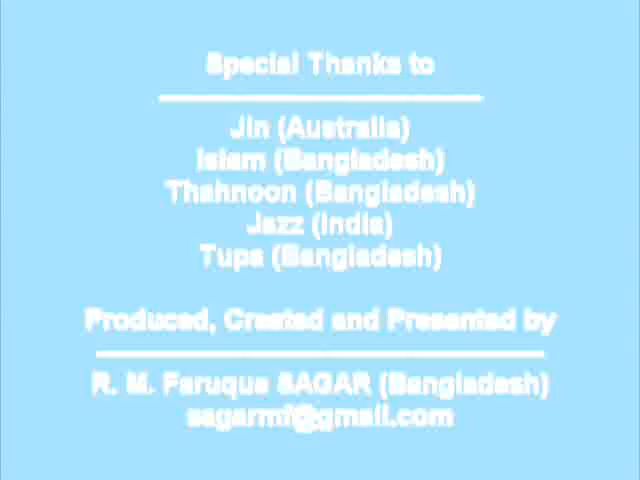 Special Thanks to
Jin (Australia)
Islam (Bangladesh)
Thahnoon (Bangladesh)
Jazz (India)
Tupa (Bangladesh)
Produced, Created and Presented by
R. M. Faruque SAGAR (Bangladesh)
sagarmf@gmail.com